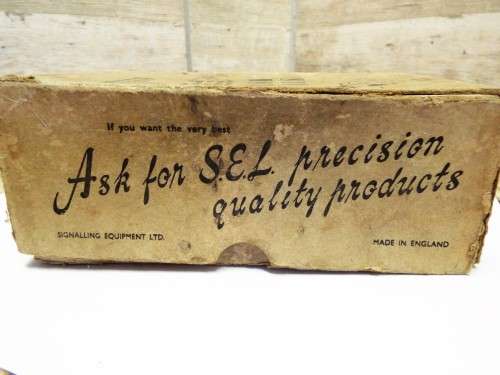 If you want the very best
Ask for S.E.L. precision
quality products
SIGNALLING EQUIPMENT LTD.
MADE IN ENGLAND